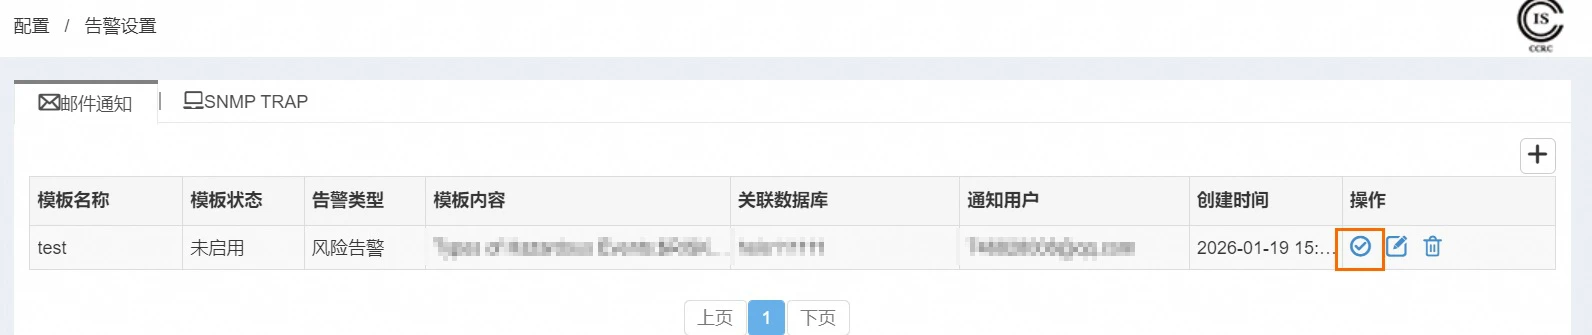 配置 / 告警设置
IS
CCRC
邮件通知 | SNMP TRAP
模板名称 模板状态 告警类型 模板内容 关联数据库 通知用户 创建时间 操作
test 未启用 风险告警 2026-01-19 15:...
上页 1 下页